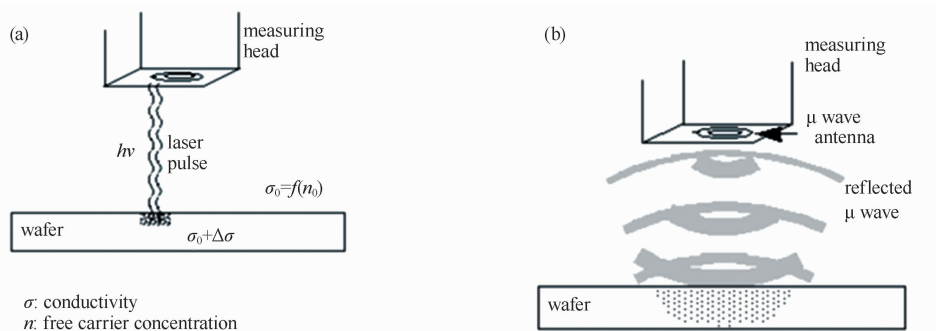 (a)
measuring
head
hν
laser
pulse
σ₀=f(n₀)
wafer
σ₀+Δσ
σ: conductivity
n: free carrier concentration
(b)
measuring
head
μ wave
antenna
reflected
μ wave
wafer